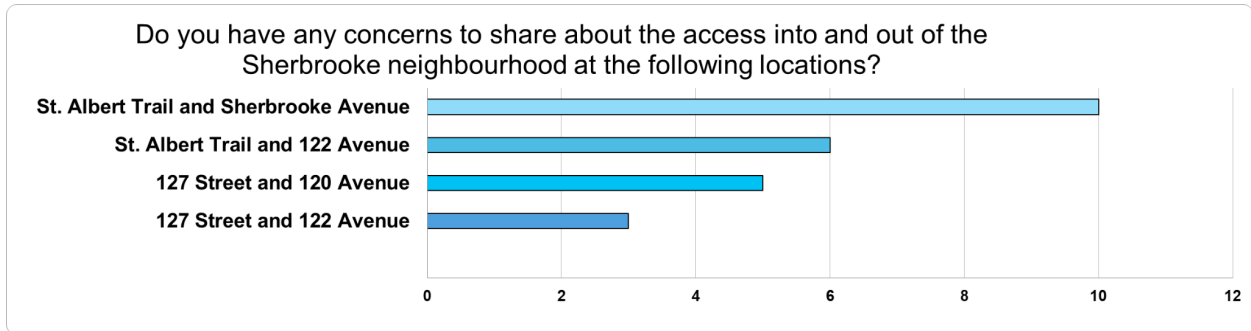 Do you have any concerns to share about the access into and out of the
Sherbrooke neighbourhood at the following locations?
St. Albert Trail and Sherbrooke Avenue
St. Albert Trail and 122 Avenue
127 Street and 120 Avenue
127 Street and 122 Avenue
0 2 4 6 8 10 12